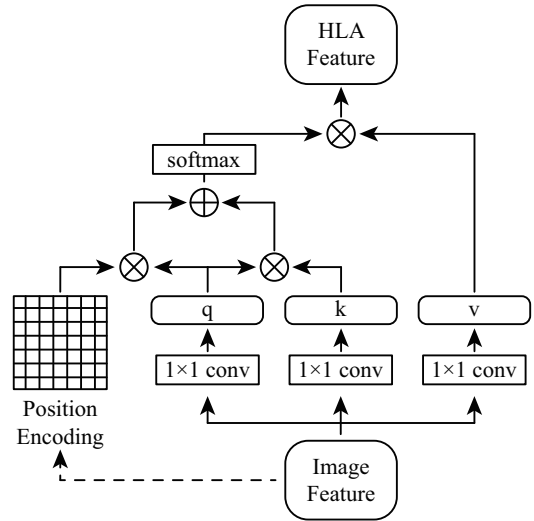 HLA
Feature
softmax
q
k
v
1×1 conv
1×1 conv
1×1 conv
Position
Encoding
Image
Feature